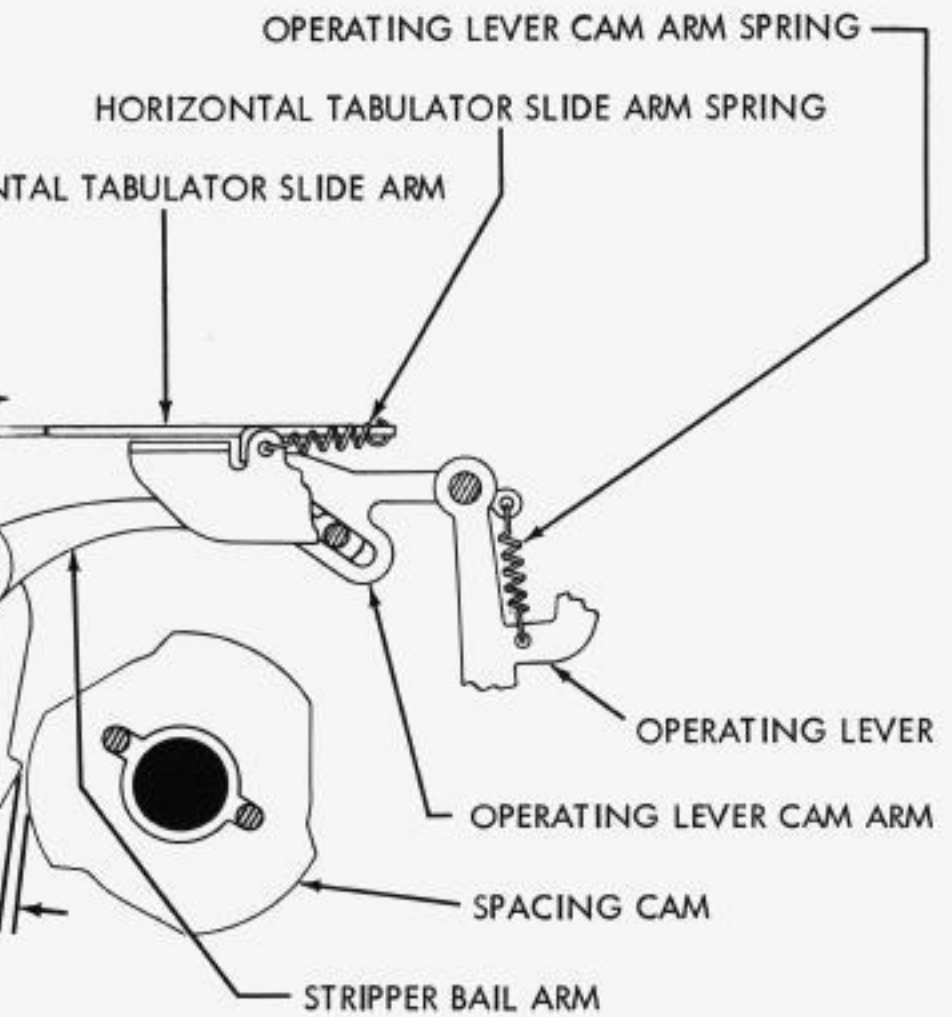 OPERATING LEVER CAM ARM SPRING
HORIZONTAL TABULATOR SLIDE ARM SPRING
NTAL TABULATOR SLIDE ARM
OPERATING LEVER
OPERATING LEVER CAM ARM
SPACING CAM
STRIPPER BAIL ARM